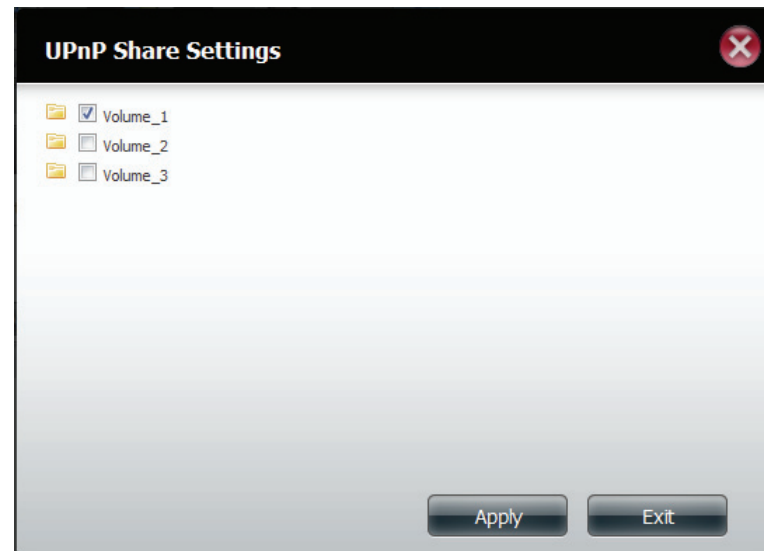 UPnP Share Settings
Volume_1
Volume_2
Volume_3
Apply
Exit